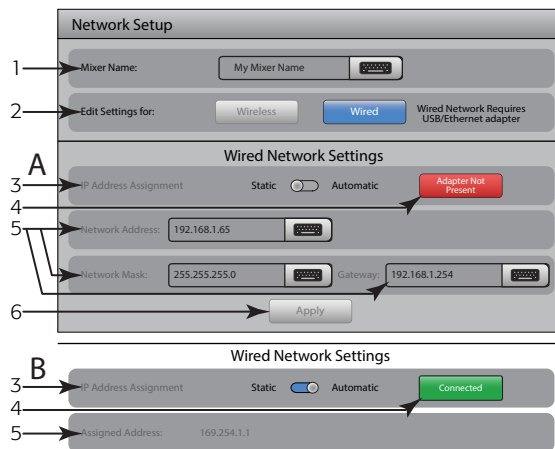 Network Setup
1 Mixer Name: My Mixer Name
2 Edit Settings for: Wireless Wired Wired Network Requires
USB/Ethernet adapter
A Wired Network Settings
3 IP Address Assignment Static Automatic Adapter Not
Present
4
5 Network Address: 192.168.1.65
Network Mask: 255.255.255.0 Gateway: 192.168.1.254
6 Apply
B Wired Network Settings
3 IP Address Assignment Static Automatic Connected
4
5 Assigned Address: 169.254.1.1